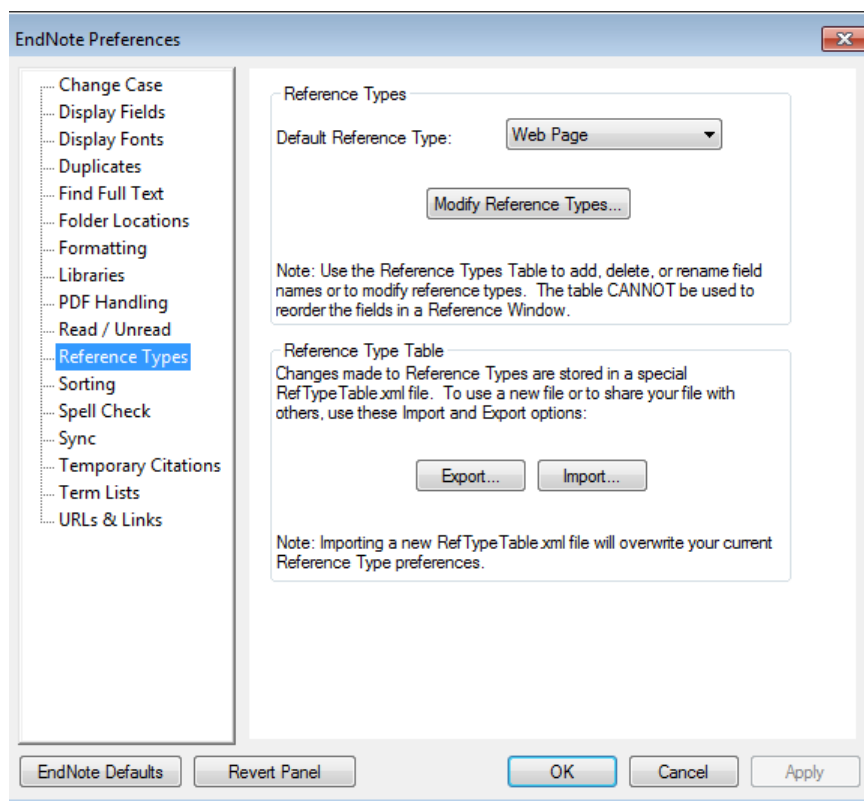 EndNote Preferences
Change Case
Display Fields
Display Fonts
Duplicates
Find Full Text
Folder Locations
Formatting
Libraries
PDF Handling
Read / Unread
Reference Types
Sorting
Spell Check
Sync
Temporary Citations
Term Lists
URLs & Links
Reference Types
Default Reference Type: Web Page
Modify Reference Types...
Note: Use the Reference Types Table to add, delete, or rename field
names or to modify reference types. The table CANNOT be used to
reorder the fields in a Reference Window.
Reference Type Table
Changes made to Reference Types are stored in a special
RefTypeTable.xml file. To use a new file or to share your file with
others, use these Import and Export options:
Export... Import...
Note: Importing a new RefTypeTable.xml file will overwrite your current
Reference Type preferences.
EndNote Defaults Revert Panel OK Cancel Apply